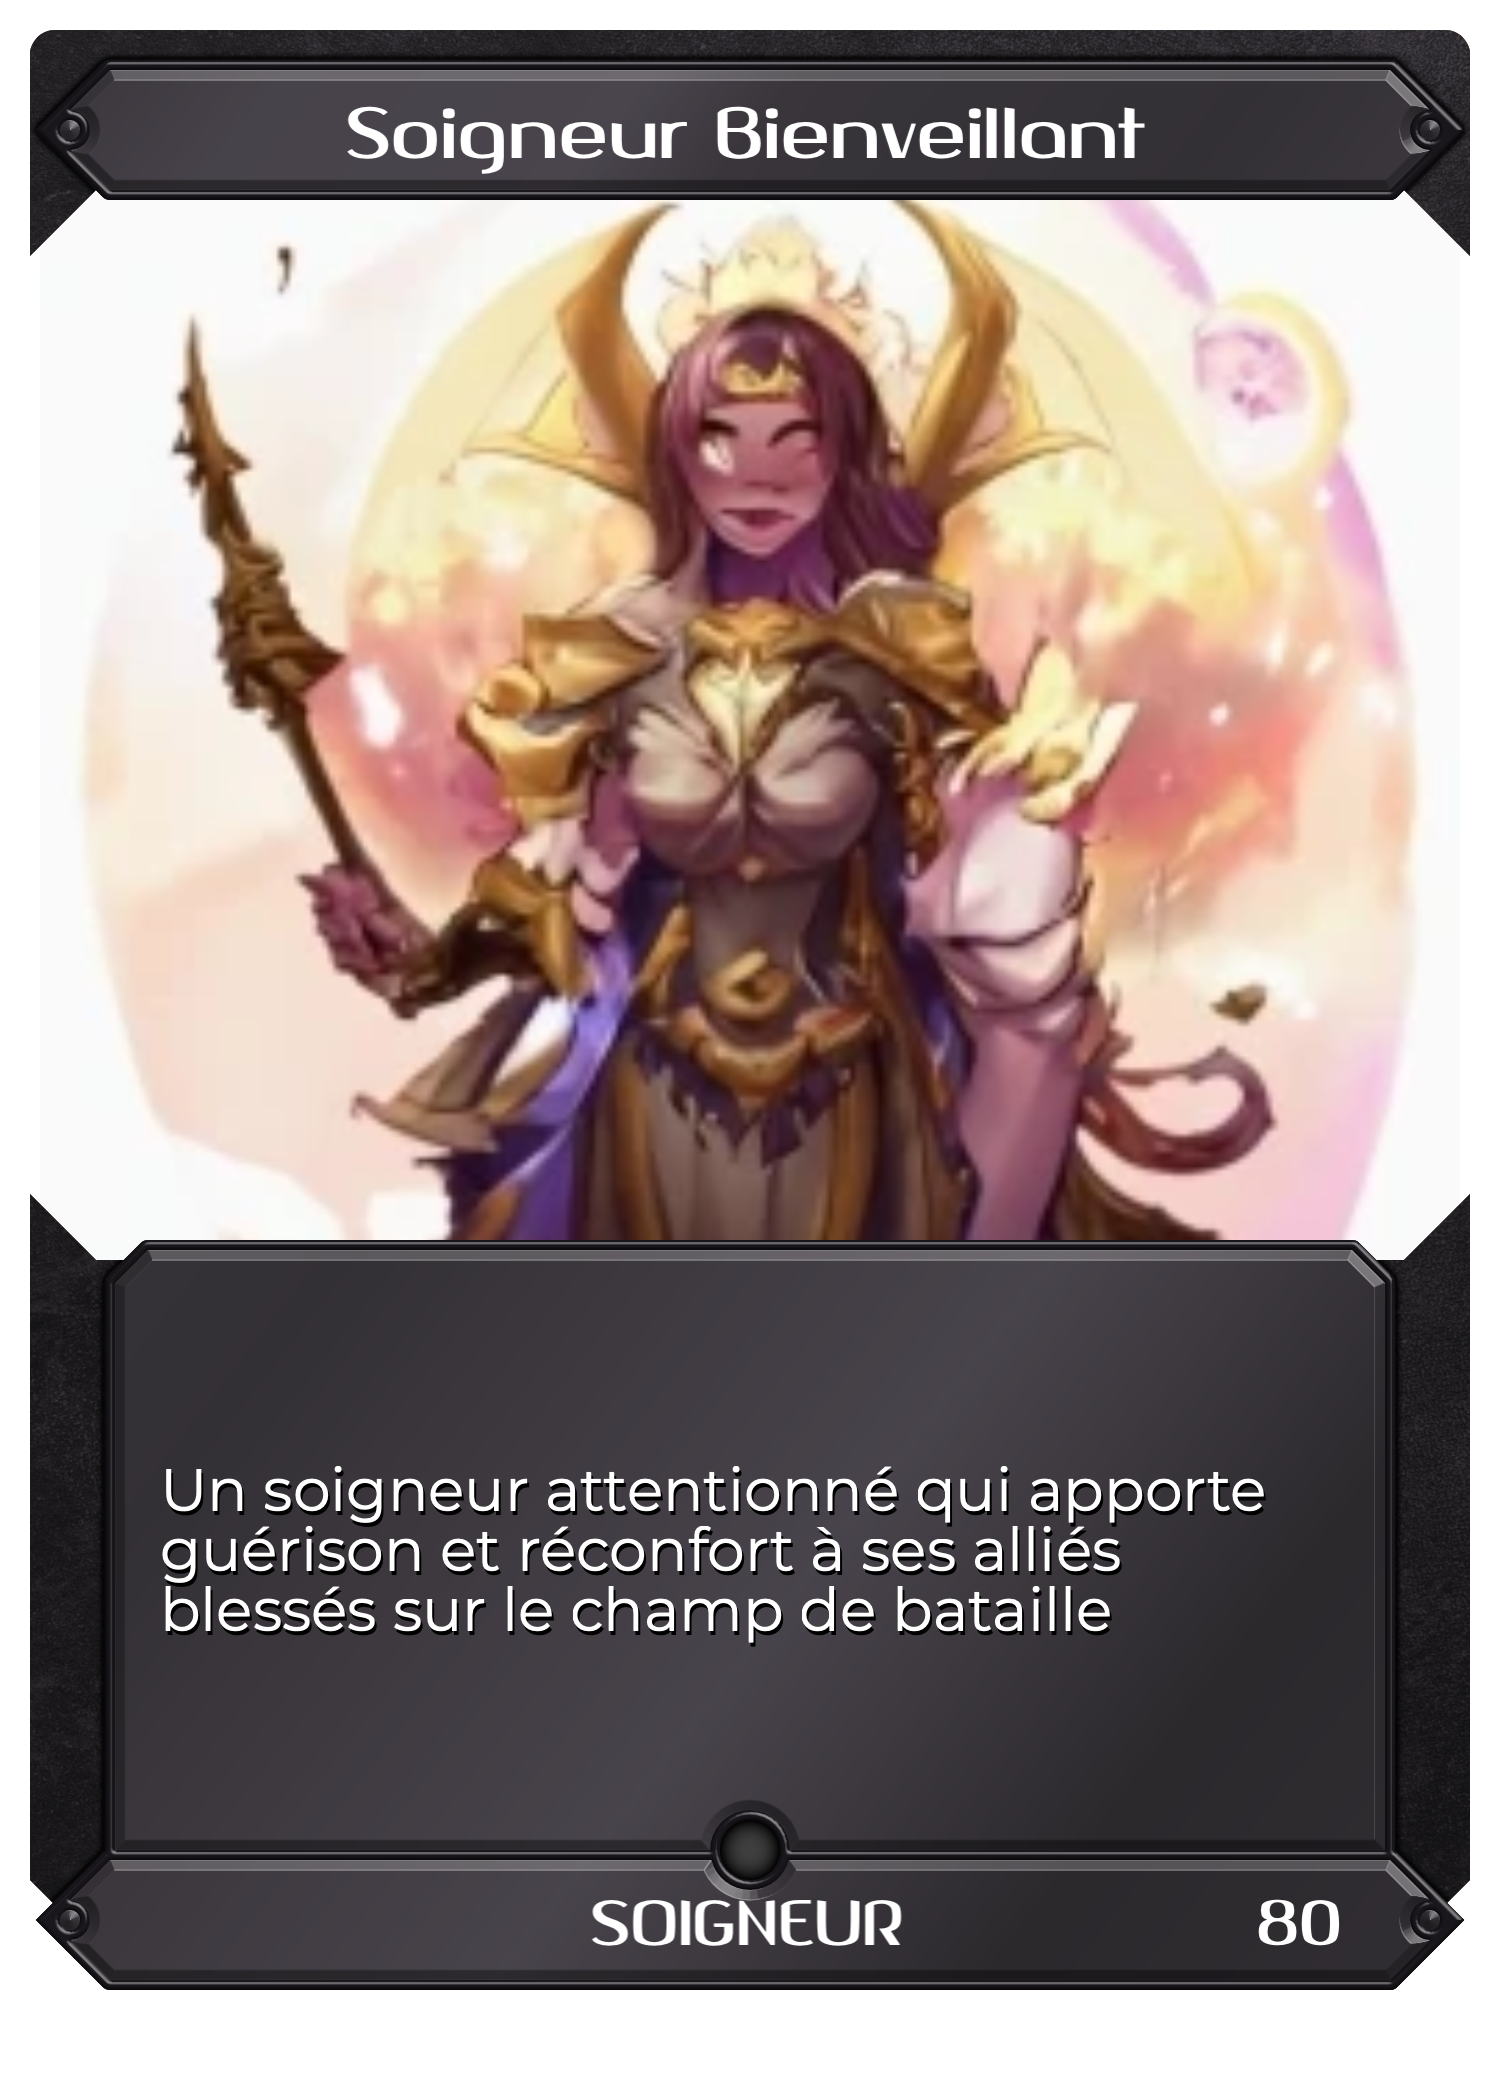 Soigneur Bienveillant
Un soigneur attentionné qui apporte
guérison et réconfort à ses alliés
blessés sur le champ de bataille
SOIGNEUR
80